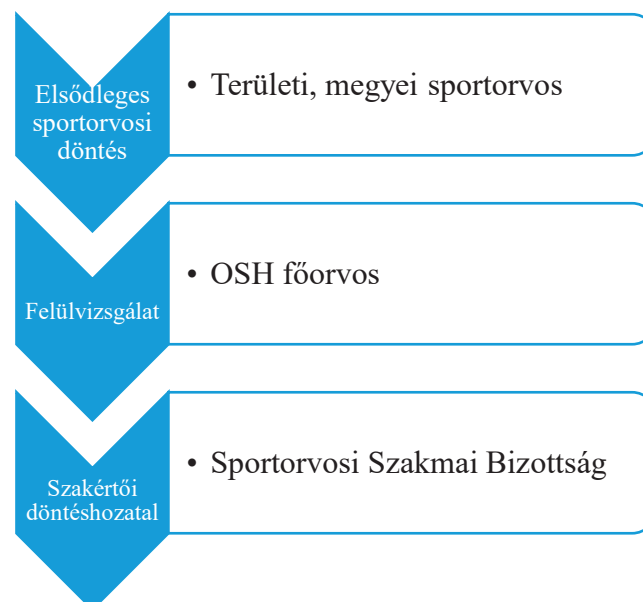 Elsődleges
sportorvosi
döntés
• Területi, megyei sportorvos
Felülvizsgálat
• OSH főorvos
Szakértői
döntéshozatal
• Sportorvosi Szakmai Bizottság